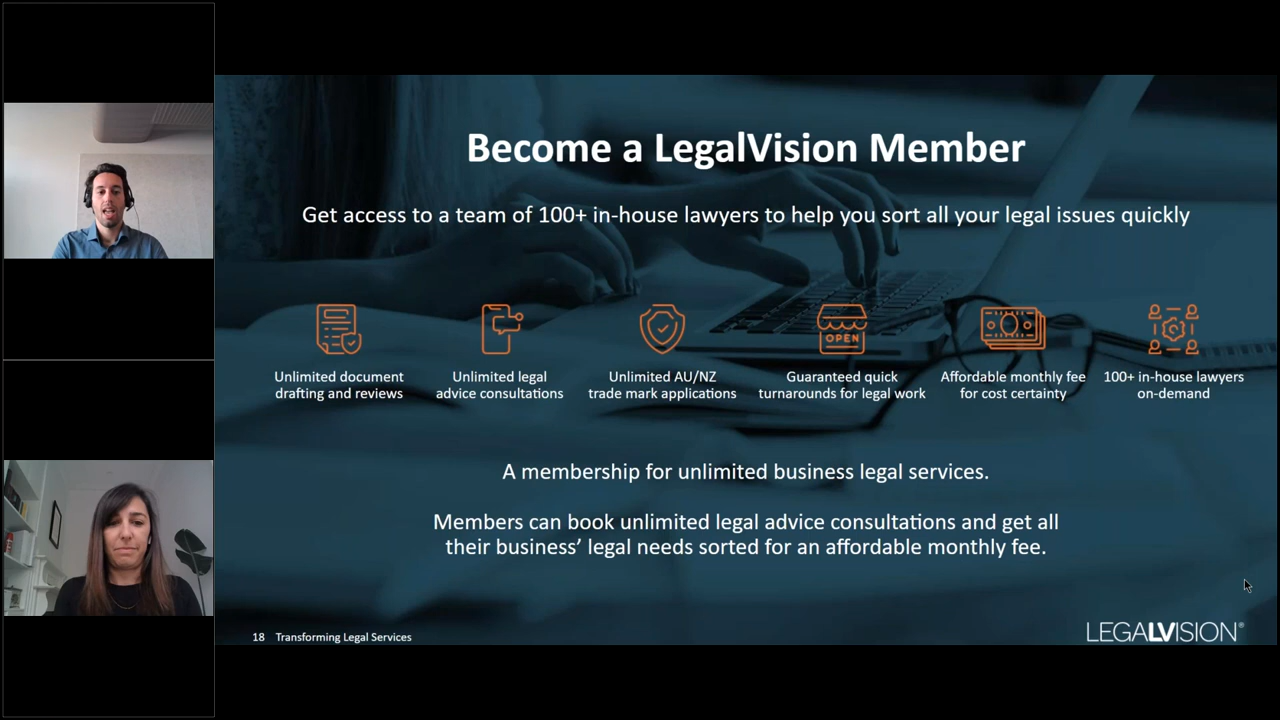 Become a LegalVision Member
Get access to a team of 100+ in-house lawyers to help you sort all your legal issues quickly
OPEN
Unlimited document
drafting and reviews
Unlimited legal
advice consultations
Unlimited AU/NZ
trade mark applications
Guaranteed quick
turnarounds for legal work
Affordable monthly fee
for cost certainty
100+ in-house lawyers
on-demand
A membership for unlimited business legal services.
Members can book unlimited legal advice consultations and get all
their business’ legal needs sorted for an affordable monthly fee.
18 Transforming Legal Services
LEGALVISION®